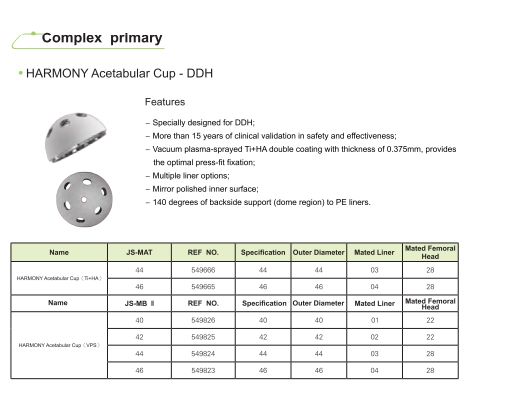 Complex primary
HARMONY Acetabular Cup - DDH
Features
– Specially designed for DDH;
– More than 15 years of clinical validation in safety and effectiveness;
– Vacuum plasma-sprayed Ti+HA double coating with thickness of 0.375mm, provides
the optimal press-fit fixation;
– Multiple liner options;
– Mirror polished inner surface;
– 140 degrees of backside support (dome region) to PE liners.
Name JS-MAT REF NO. Specification Outer Diameter Mated Liner Mated Femoral Head
HARMONY Acetabular Cup（Ti+HA）
44 549666 44 44 03 28
46 549665 46 46 04 28
Name JS-MB Ⅱ REF NO. Specification Outer Diameter Mated Liner Mated Femoral Head
HARMONY Acetabular Cup（VPS）
40 549826 40 40 01 22
42 549825 42 42 02 22
44 549824 44 44 03 28
46 549823 46 46 04 28